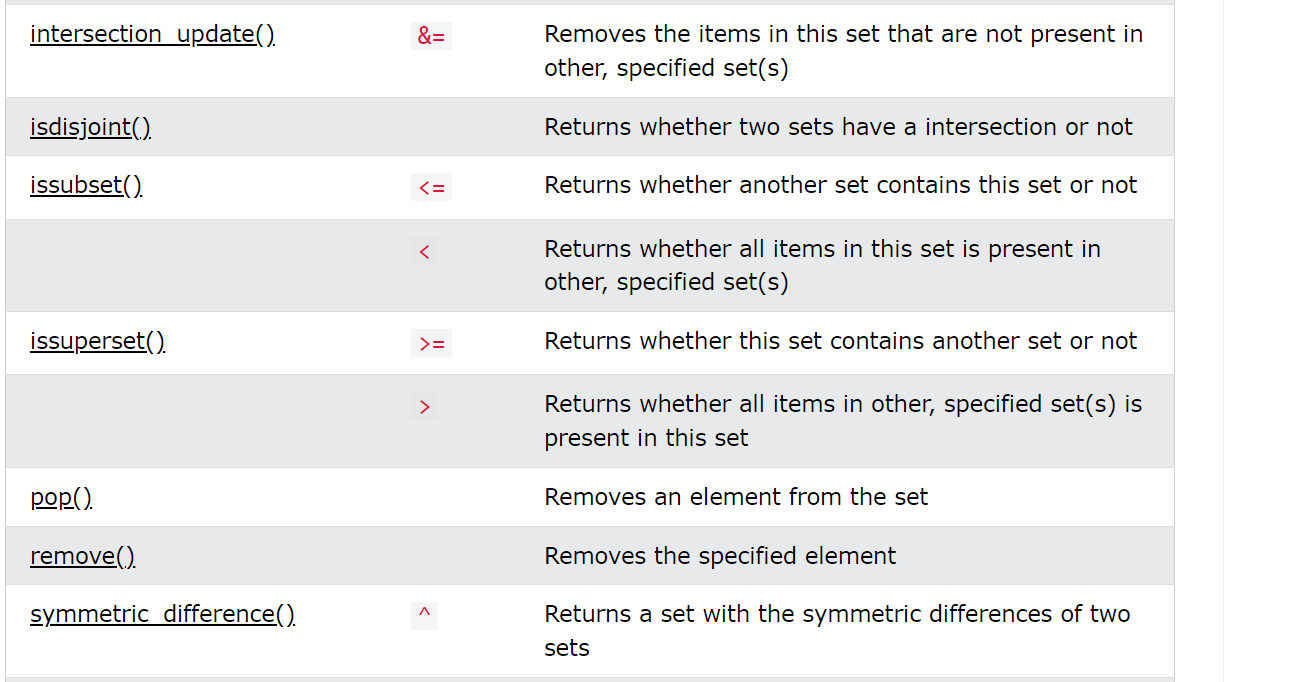 intersection_update() &= Removes the items in this set that are not present in
other, specified set(s)
isdisjoint() Returns whether two sets have a intersection or not
issubset() <= Returns whether another set contains this set or not
< Returns whether all items in this set is present in
other, specified set(s)
issuperset() >= Returns whether this set contains another set or not
> Returns whether all items in other, specified set(s) is
present in this set
pop() Removes an element from the set
remove() Removes the specified element
symmetric_difference() ^ Returns a set with the symmetric differences of two
sets